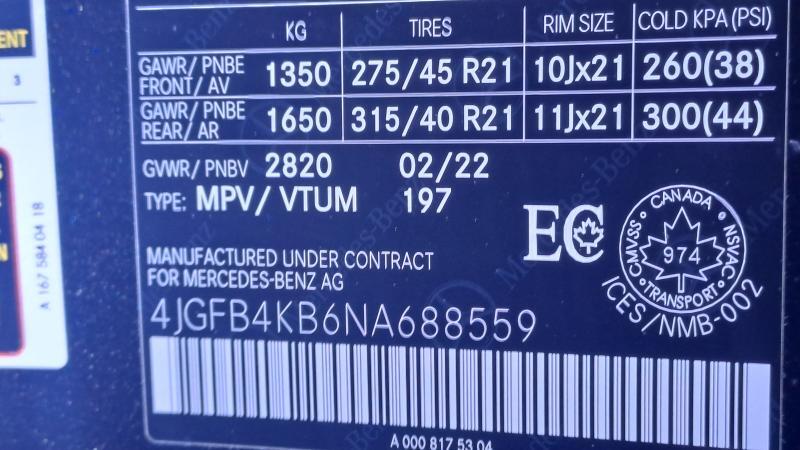 KG TIRES RIM SIZE COLD KPA (PSI)
GAWR/ PNBE
FRONT/ AV 1350 275/45 R21 10Jx21 260(38)
GAWR/ PNBE
REAR/ AR 1650 315/40 R21 11Jx21 300(44)
GVWR/ PNBV 2820 02/22
TYPE: MPV/ VTUM 197
EC
CANADA
CMVSS 974 NSVAC
TRANSPORT
ICES/NMB-002
MANUFACTURED UNDER CONTRACT
FOR MERCEDES-BENZ AG
4JGFB4KB6NA688559
A 000 817 53 04
ENT
3
A 167 584 04 18